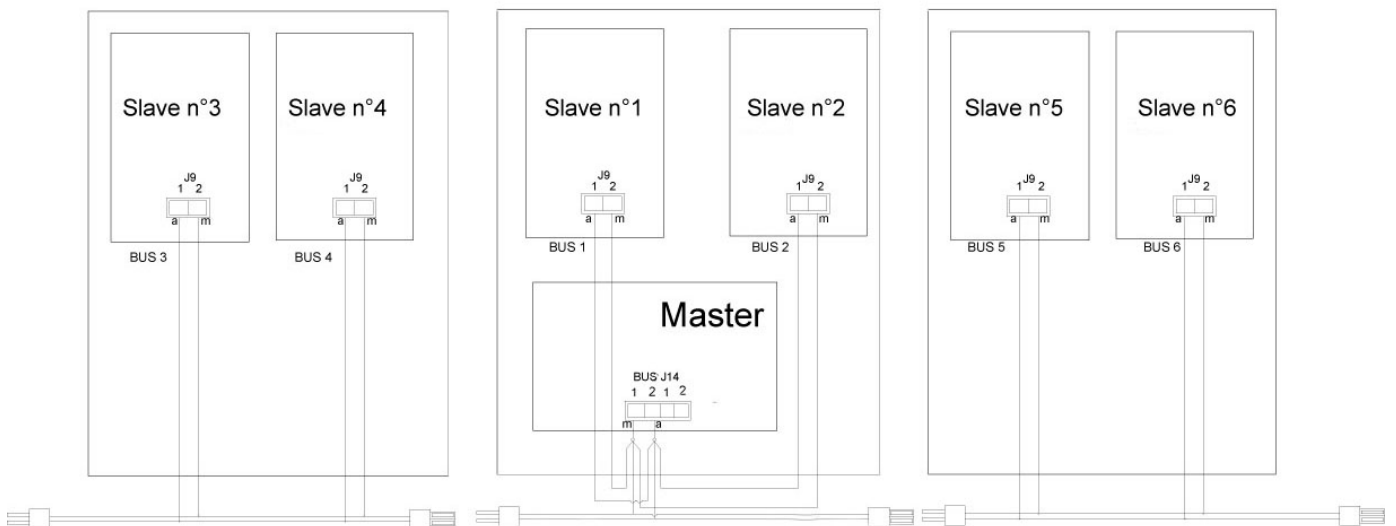 Slave n°3
J9
1 2
a m
BUS 3
Slave n°4
J9
1 2
a m
BUS 4
Slave n°1
J9
1 2
a m
BUS 1
Slave n°2
J9
1 2
a m
BUS 2
Master
BUS J14
1 2 1 2
m a
Slave n°5
J9
1 2
a m
BUS 5
Slave n°6
J9
1 2
a m
BUS 6